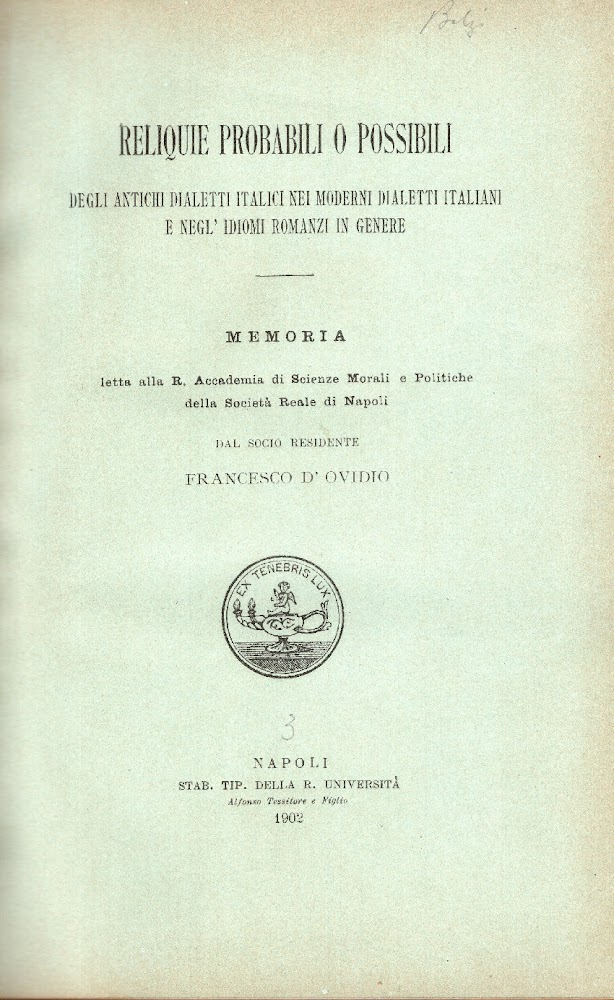 RELIQUIE PROBABILI O POSSIBILI
DEGLI ANTICHI DIALETTI ITALICI NEI MODERNI DIALETTI ITALIANI
E NEGL' IDIOMI ROMANZI IN GENERE
MEMORIA
letta alla R. Accademia di Scienze Morali e Politiche
della Società Reale di Napoli
DAL SOCIO RESIDENTE
FRANCESCO D' OVIDIO
EX TENEBRIS LUX
3
NAPOLI
STAB. TIP. DELLA R. UNIVERSITÀ
Alfonso Tessitore e Figlio
1902